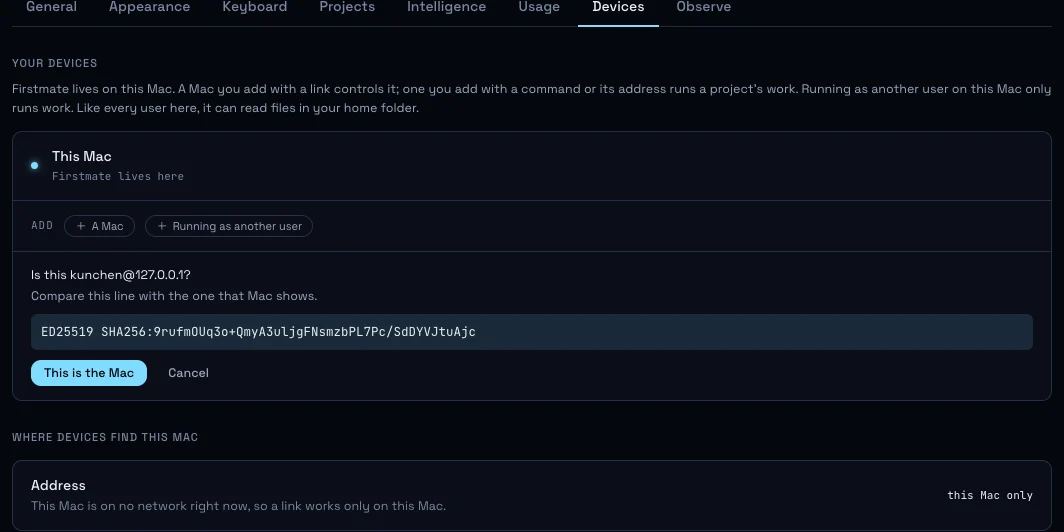 General Appearance Keyboard Projects Intelligence Usage Devices Observe
YOUR DEVICES
Firstmate lives on this Mac. A Mac you add with a link controls it; one you add with a command or its address runs a project's work. Running as another user on this Mac only
runs work. Like every user here, it can read files in your home folder.
This Mac
Firstmate lives here
ADD + A Mac + Running as another user
Is this kunchen@127.0.0.1?
Compare this line with the one that Mac shows.
ED25519 SHA256:9rufmOUq3o+QmyA3uljgFNsmzbPL7Pc/SdDYVJtuAjc
This is the Mac Cancel
WHERE DEVICES FIND THIS MAC
Address
This Mac is on no network right now, so a link works only on this Mac.
this Mac only